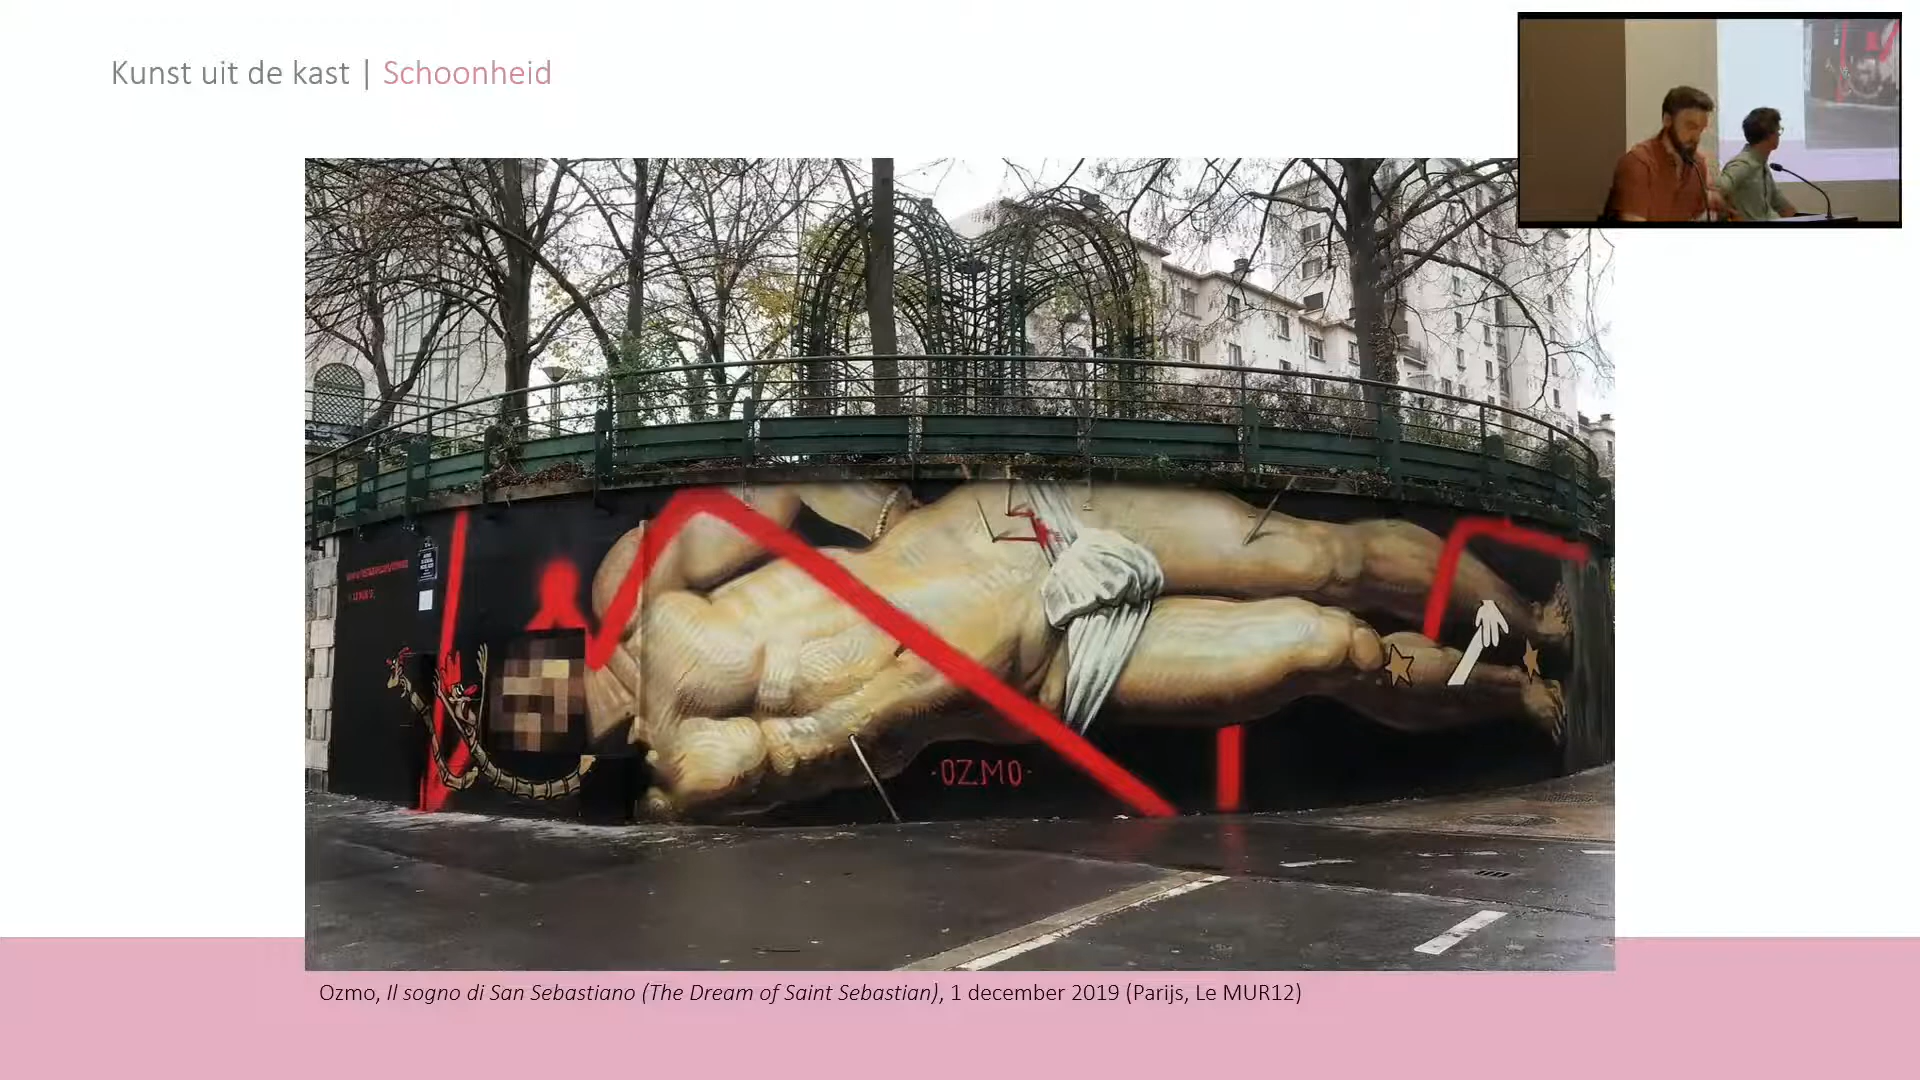 Kunst uit de kast | Schoonheid
·OZMO·
Ozmo, Il sogno di San Sebastiano (The Dream of Saint Sebastian), 1 december 2019 (Parijs, Le MUR12)